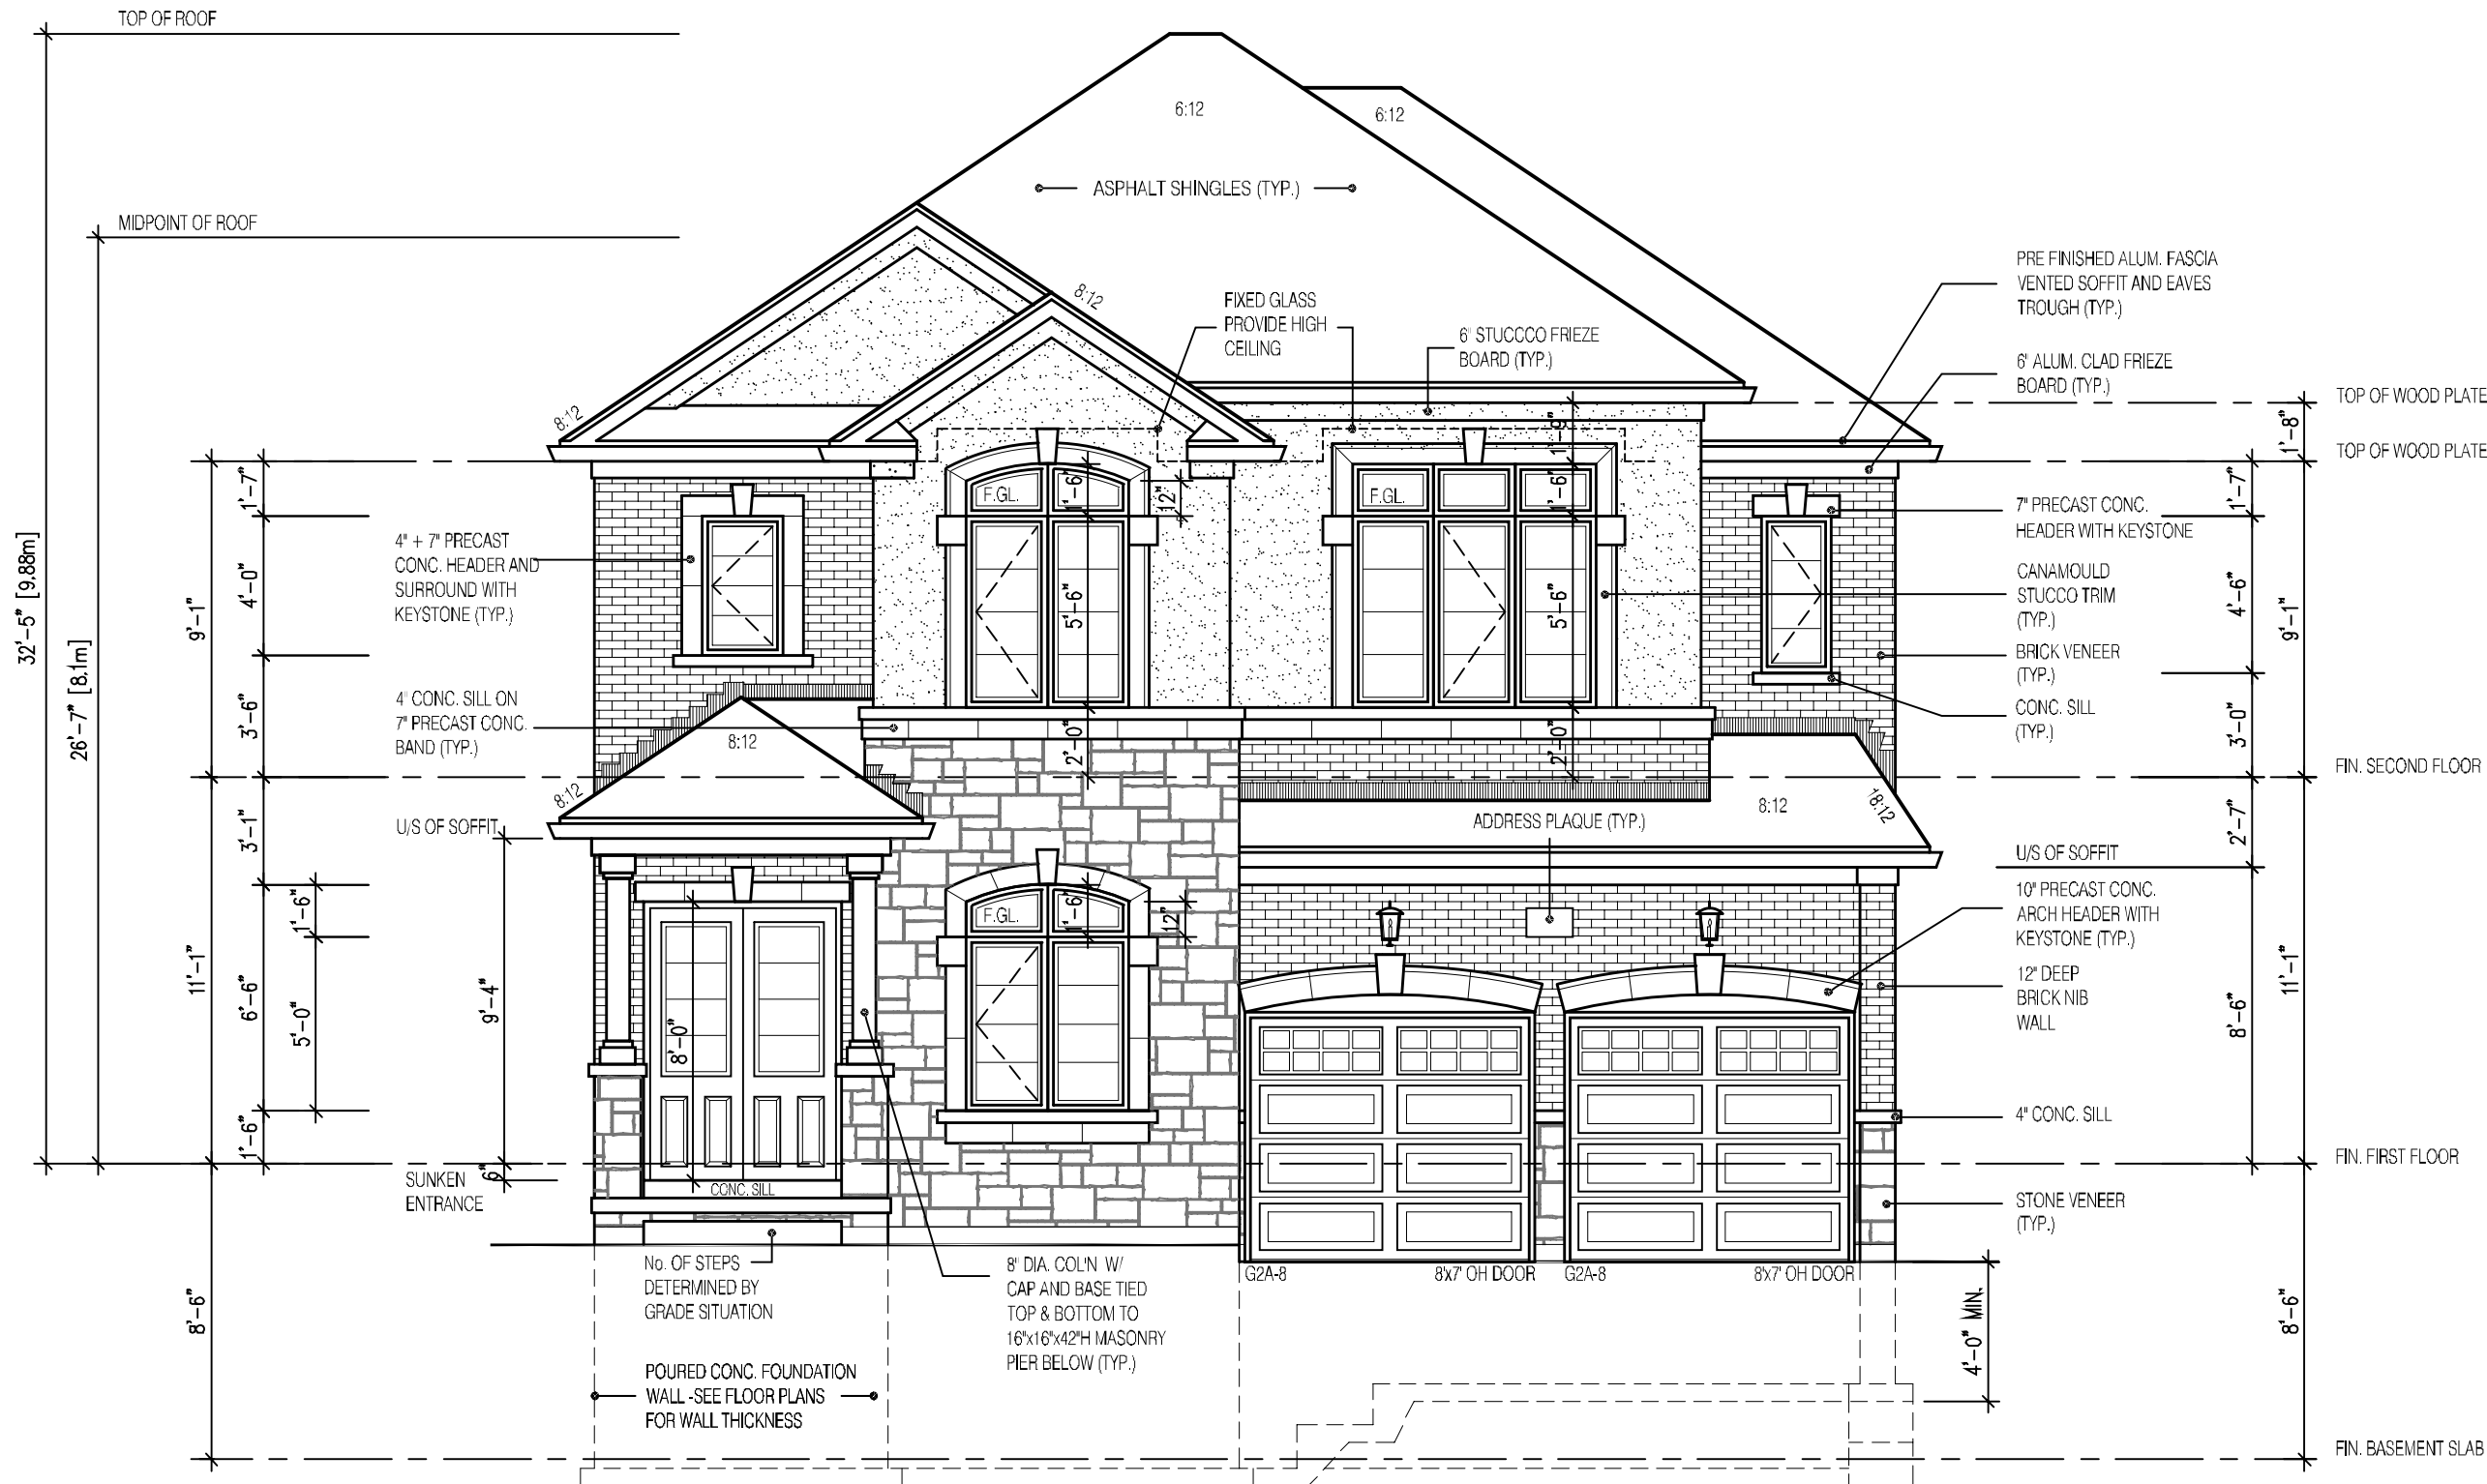 TOP OF ROOF
MIDPOINT OF ROOF
32'-5" [9.88m]
26'-7" [8.1m]
6:12
6:12
ASPHALT SHINGLES (TYP.)
8:12
8:12
FIXED GLASS
PROVIDE HIGH
CEILING
6" STUCCCO FRIEZE
BOARD (TYP.)
PRE FINISHED ALUM. FASCIA
VENTED SOFFIT AND EAVES
TROUGH (TYP.)
6" ALUM. CLAD FRIEZE
BOARD (TYP.)
TOP OF WOOD PLATE
1'-8"
TOP OF WOOD PLATE
9'-1"
1'-7"
4'-0"
3'-6"
4" + 7" PRECAST
CONC. HEADER AND
SURROUND WITH
KEYSTONE (TYP.)
4" CONC. SILL ON
7" PRECAST CONC.
BAND (TYP.)
F.GL.
1'-6"
12"
5'-6"
2'-0"
1'-9"
F.GL.
1'-6"
5'-6"
2'-0"
7" PRECAST CONC.
HEADER WITH KEYSTONE
CANAMOULD
STUCCO TRIM
(TYP.)
BRICK VENEER
(TYP.)
CONC. SILL
(TYP.)
1'-7"
4'-6"
3'-0"
9'-1"
FIN. SECOND FLOOR
8:12
8:12
8:12
18:12
ADDRESS PLAQUE (TYP.)
U/S OF SOFFIT
U/S OF SOFFIT
11'-1"
3'-1"
6'-6"
1'-6"
1'-6"
5'-0"
9'-4"
6"
8'-0"
F.GL.
1'-6"
12"
10" PRECAST CONC.
ARCH HEADER WITH
KEYSTONE (TYP.)
12" DEEP
BRICK NIB
WALL
4" CONC. SILL
2'-7"
8'-6"
11'-1"
FIN. FIRST FLOOR
STONE VENEER
(TYP.)
SUNKEN
ENTRANCE
CONC. SILL
No. OF STEPS
DETERMINED BY
GRADE SITUATION
8" DIA. COL'N W/
CAP AND BASE TIED
TOP & BOTTOM TO
16"x16"x42"H MASONRY
PIER BELOW (TYP.)
G2A-8
8'x7' OH DOOR
G2A-8
8'x7' OH DOOR
4'-0" MIN.
8'-6"
8'-6"
POURED CONC. FOUNDATION
WALL -SEE FLOOR PLANS
FOR WALL THICKNESS
FIN. BASEMENT SLAB